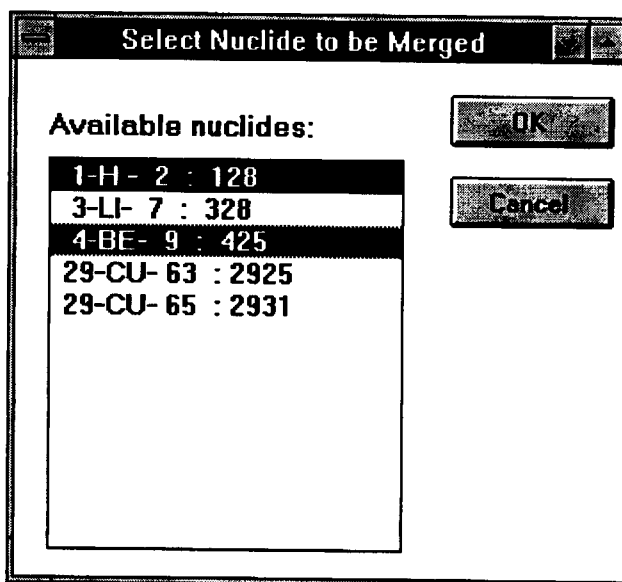 Select Nuclide to be Merged
Available nuclides:
OK
1-H - 2 : 128
3-LI- 7 : 328
Cancel
4-BE- 9 : 425
29-CU- 63 : 2925
29-CU- 65 : 2931